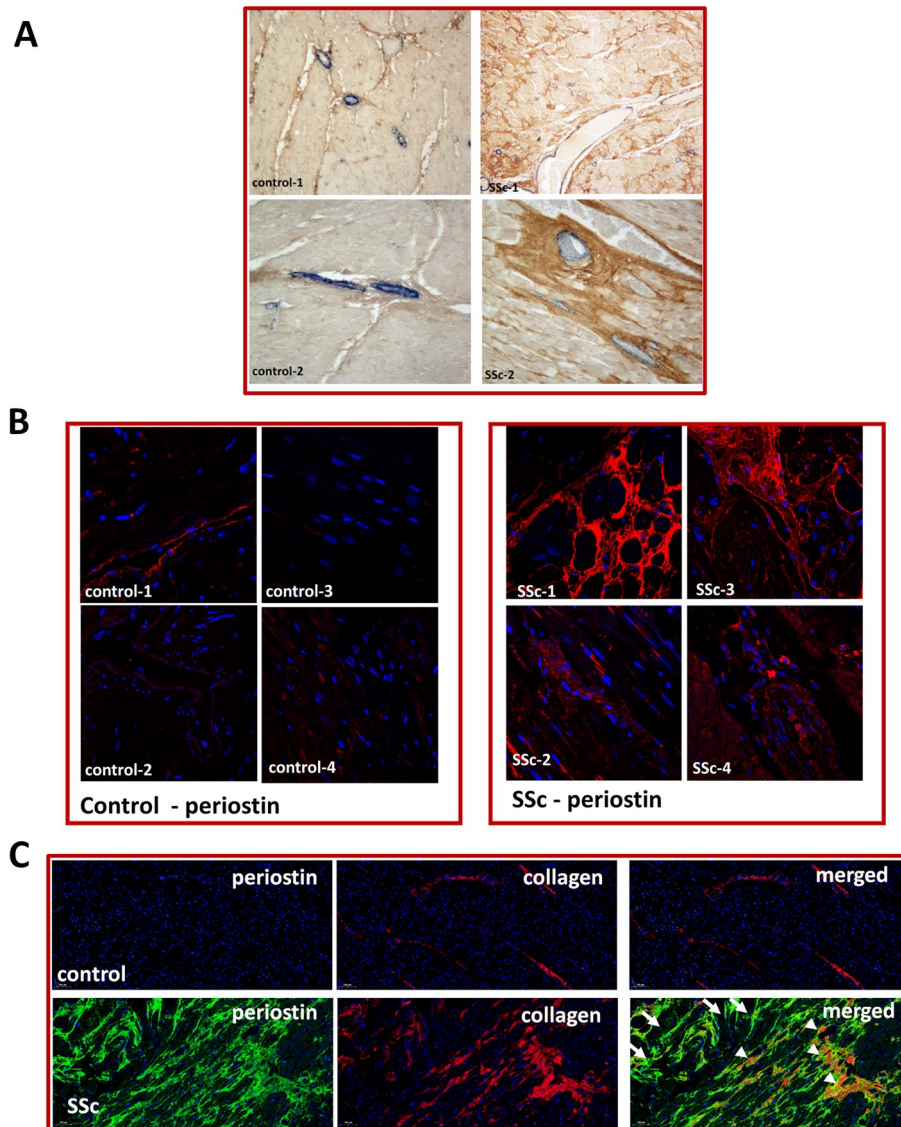 A
control-1
SSc-1
control-2
SSc-2
B
control-1
control-3
control-2
control-4
Control - periostin
SSc-1
SSc-3
SSc-2
SSc-4
SSc - periostin
C
periostin
collagen
merged
control
periostin
collagen
merged
SSc